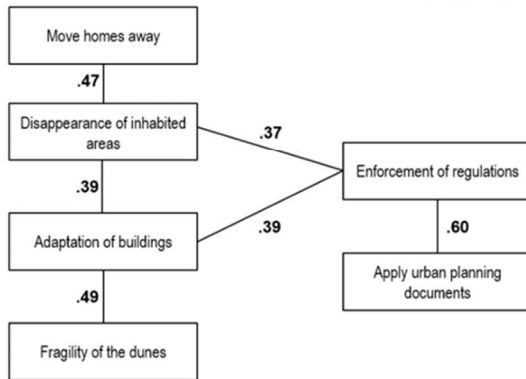 Move homes away
.47
Disappearance of inhabited
areas
.37
Enforcement of regulations
.39
.39
.60
Adaptation of buildings
Apply urban planning
documents
.49
Fragility of the dunes